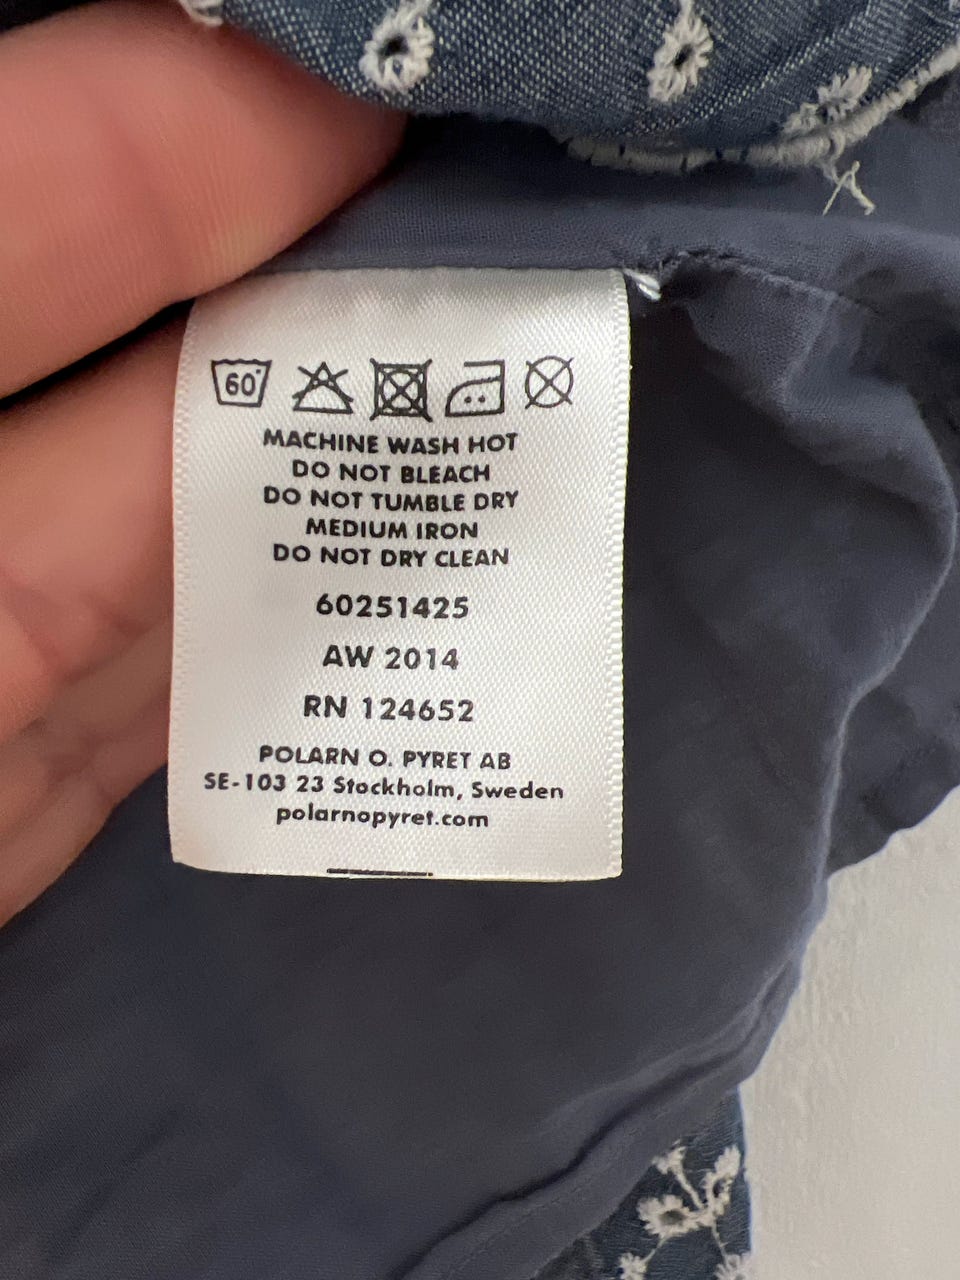 60°
MACHINE WASH HOT
DO NOT BLEACH
DO NOT TUMBLE DRY
MEDIUM IRON
DO NOT DRY CLEAN
60251425
AW 2014
RN 124652
POLARN O. PYRET AB
SE-103 23 Stockholm, Sweden
polarnopyret.com